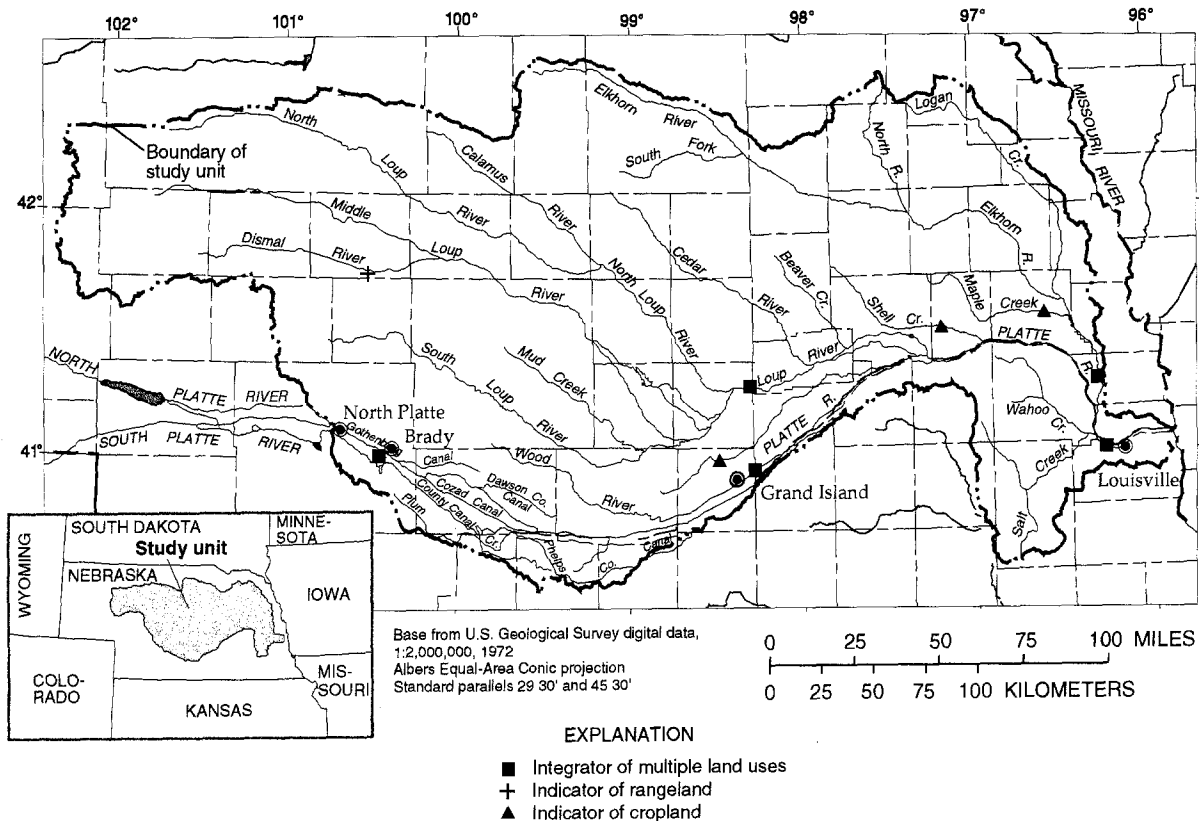 102°
101°
100°
99°
98°
97°
96°
42°
41°
Boundary of
study unit
North
Loup
River
Calamus
River
Elkhorn
River
South
Fork
North
R.
Logan
Cr.
MISSOURI
RIVER
Middle
Loup
River
Dismal
River
North
Loup
River
Cedar
River
Beaver
Cr.
Shell
Cr.
Maple
Creek
Elkhorn
R.
PLATTE
R.
Loup
River
South
Loup
River
Mud
Creek
Wood
River
NORTH
PLATTE
RIVER
SOUTH
PLATTE
RIVER
North Platte
Gothenburg
Brady
Canal
Dawson Co.
Canal
Cozad
Canal
County Canal
Plum
Cr.
Phelps
Co.
Canal
PLATTE
R.
Grand Island
Wahoo
Cr.
Creek
Salt
Louisville
WYOMING
SOUTH DAKOTA
MINNE-
SOTA
Study unit
NEBRASKA
IOWA
COLO-
RADO
KANSAS
MIS-
SOURI
Base from U.S. Geological Survey digital data,
1:2,000,000, 1972
Albers Equal-Area Conic projection
Standard parallels 29 30' and 45 30'
0 25 50 75 100 MILES
0 25 50 75 100 KILOMETERS
EXPLANATION
Integrator of multiple land uses
Indicator of rangeland
Indicator of cropland